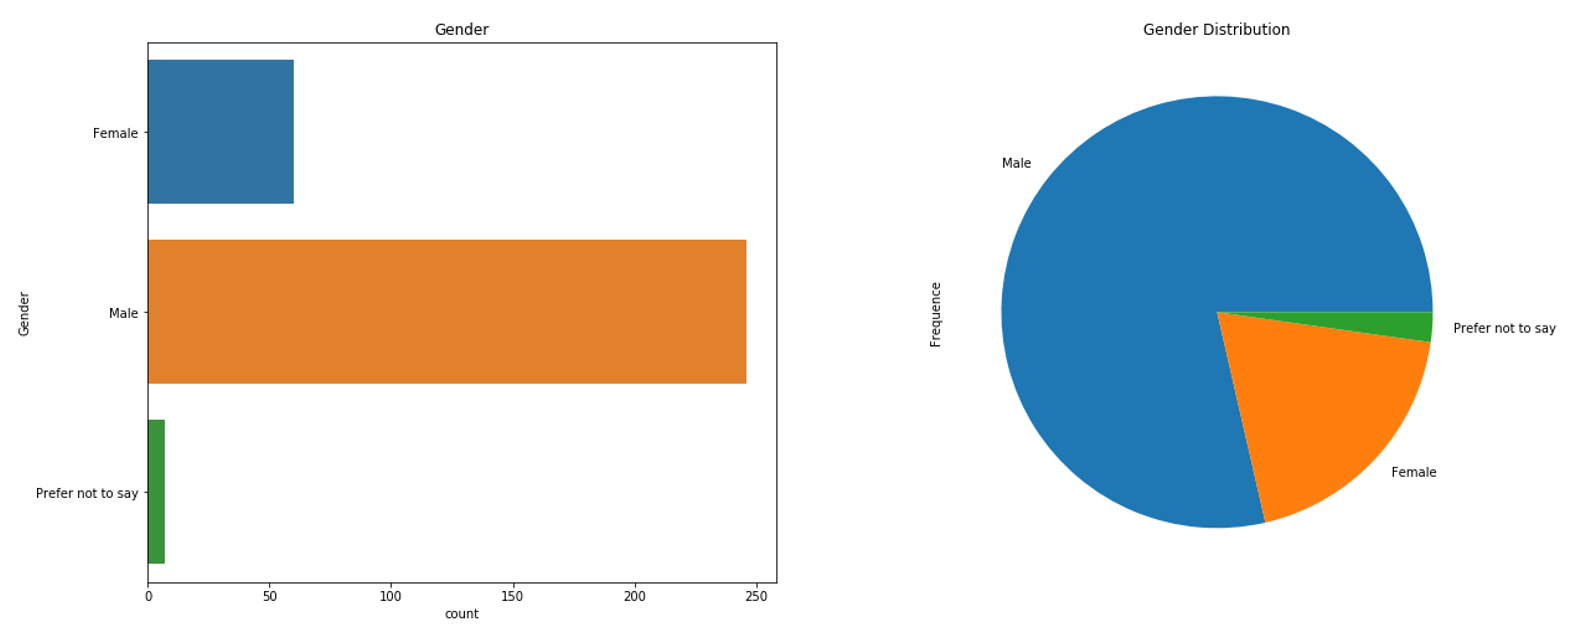 Gender
Gender
Female
Male
Prefer not to say
0 50 100 150 200 250
count
Gender Distribution
Frequence
Male
Prefer not to say
Female